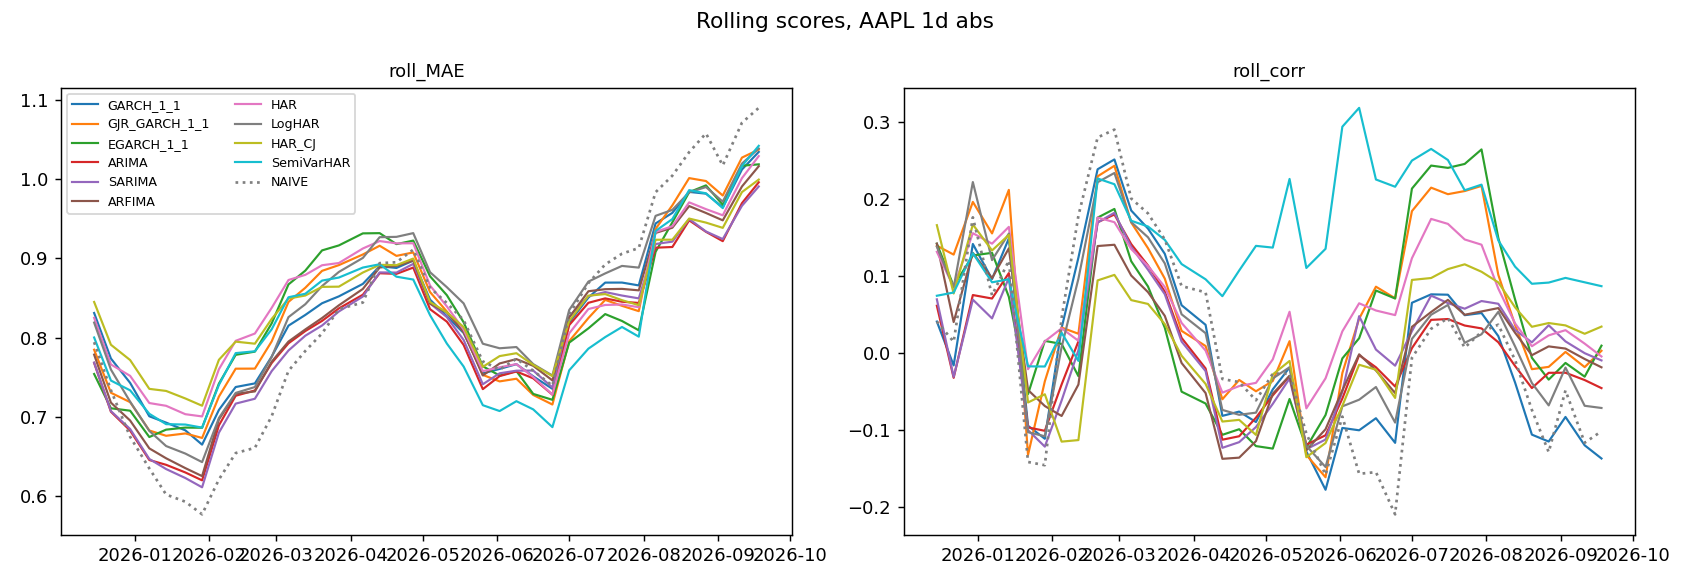 Rolling scores, AAPL 1d abs
roll_MAE
1.1
1.0
0.9
0.8
0.7
0.6
GARCH_1_1
GJR_GARCH_1_1
EGARCH_1_1
ARIMA
SARIMA
ARFIMA
HAR
LogHAR
HAR_CJ
SemiVarHAR
NAIVE
2026-01 2026-02 2026-03 2026-04 2026-05 2026-06 2026-07 2026-08 2026-09 2026-10
roll_corr
0.3
0.2
0.1
0.0
−0.1
−0.2
2026-01 2026-02 2026-03 2026-04 2026-05 2026-06 2026-07 2026-08 2026-09 2026-10